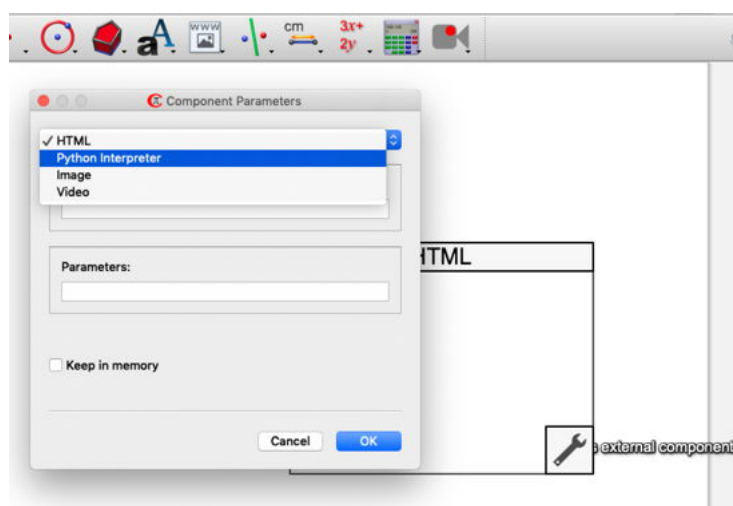 www
cm
3x+
2y
A
a
Component Parameters
✓ HTML
Python Interpreter
Image
Video
HTML
Parameters:
Keep in memory
Cancel
OK
external component